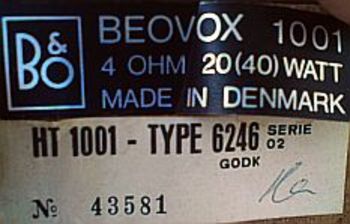 B&O
BEOVOX 1001
4 OHM 20(40) WATT
MADE IN DENMARK
HT 1001 - TYPE 6246 SERIE 02
GODK
№ 43581